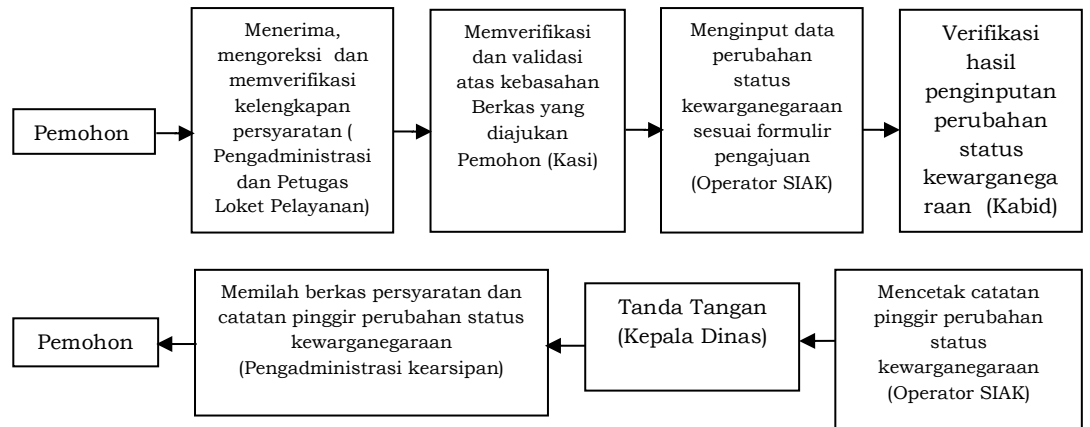 Pemohon
Menerima,
mengoreksi dan
memverifikasi
kelengkapan
persyaratan (
Pengadministrasi
dan Petugas
Loket Pelayanan)
Memverifikasi
dan validasi
atas kebasahan
Berkas yang
diajukan
Pemohon (Kasi)
Menginput data
perubahan
status
kewarganegaraan
sesuai formulir
pengajuan
(Operator SIAK)
Verifikasi
hasil
penginputan
perubahan
status
kewarganega
raan (Kabid)
Pemohon
Memilah berkas persyaratan dan
catatan pinggir perubahan status
kewarganegaraan
(Pengadministrasi kearsipan)
Tanda Tangan
(Kepala Dinas)
Mencetak catatan
pinggir perubahan
status
kewarganegaraan
(Operator SIAK)